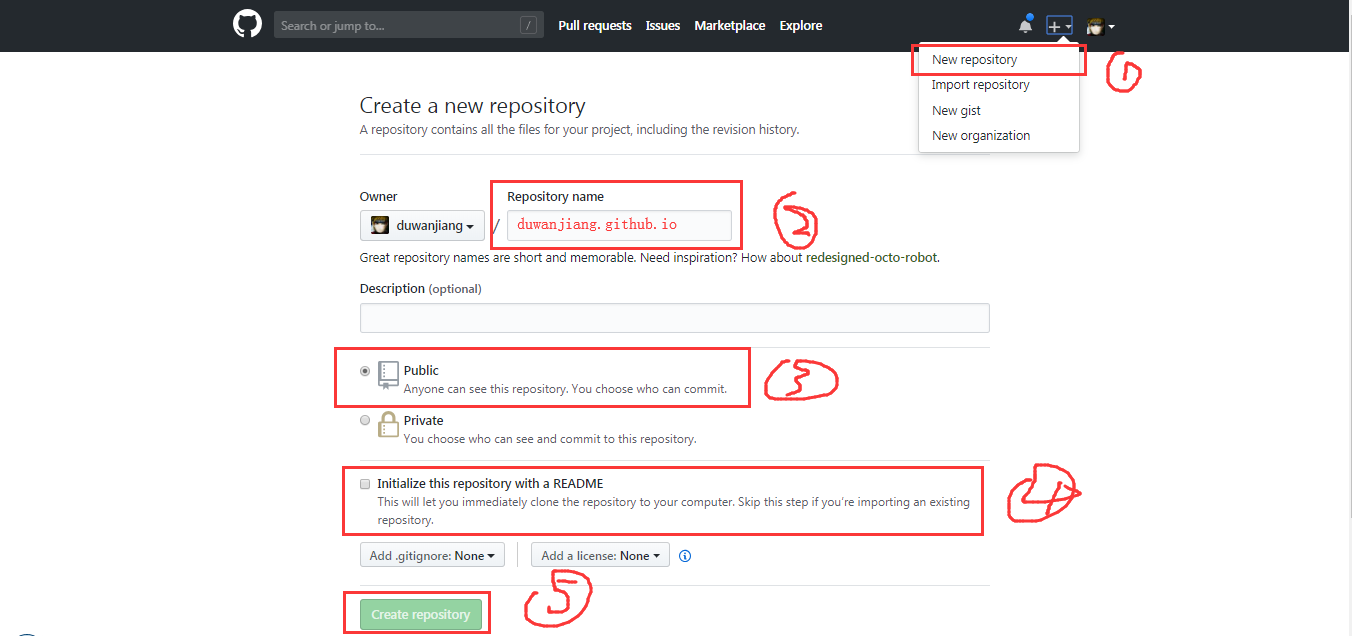 Search or jump to... / Pull requests Issues Marketplace Explore
New repository
1
Import repository
New gist
New organization
Create a new repository
A repository contains all the files for your project, including the revision history.
Owner Repository name
duwanjiang / duwanjiang.github.io
2
Great repository names are short and memorable. Need inspiration? How about redesigned-octo-robot.
Description (optional)
Public
Anyone can see this repository. You choose who can commit.
3
Private
You choose who can see and commit to this repository.
Initialize this repository with a README
This will let you immediately clone the repository to your computer. Skip this step if you're importing an existing
repository.
4
Add .gitignore: None Add a license: None
Create repository
5